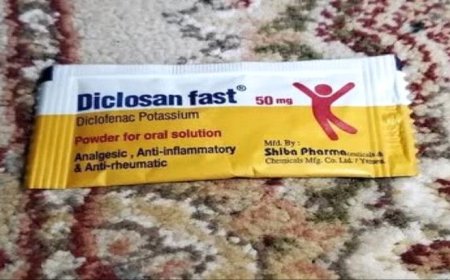 Diclosan fast® 50 mg
Diclofenac Potassium
Powder for oral solution
Analgesic , Anti-inflammatory
& Anti-rheumatic
Mfd. By :
Shiba Pharmaceuticals &
Chemicals Mfg. Co. Ltd. / Yemen